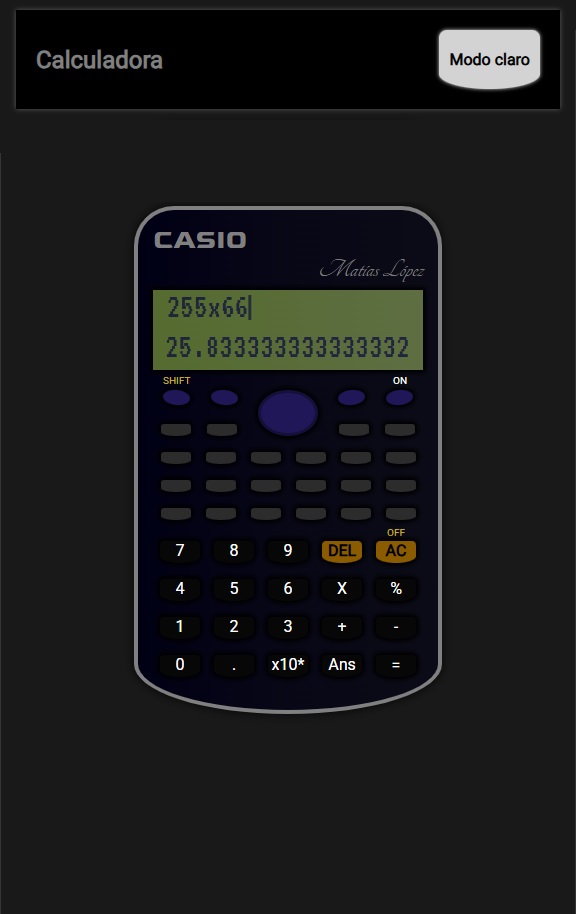 Calculadora
Modo claro
CASIO
Matías López
255x66
25.833333333333332
SHIFT ON
OFF
7 8 9 DEL AC
4 5 6 X %
1 2 3 + -
0 . x10* Ans =